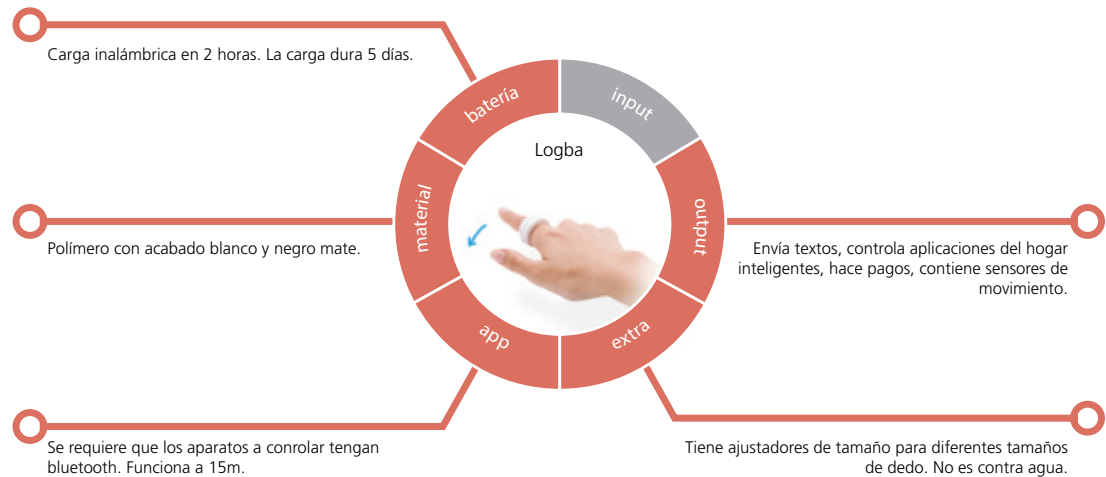 Carga inalámbrica en 2 horas. La carga dura 5 días.
batería
input
Logba
material
output
Polímero con acabado blanco y negro mate.
Envía textos, controla aplicaciones del hogar
inteligentes, hace pagos, contiene sensores de
movimiento.
app
extra
Se requiere que los aparatos a conrolar tengan
bluetooth. Funciona a 15m.
Tiene ajustadores de tamaño para diferentes tamaños
de dedo. No es contra agua.